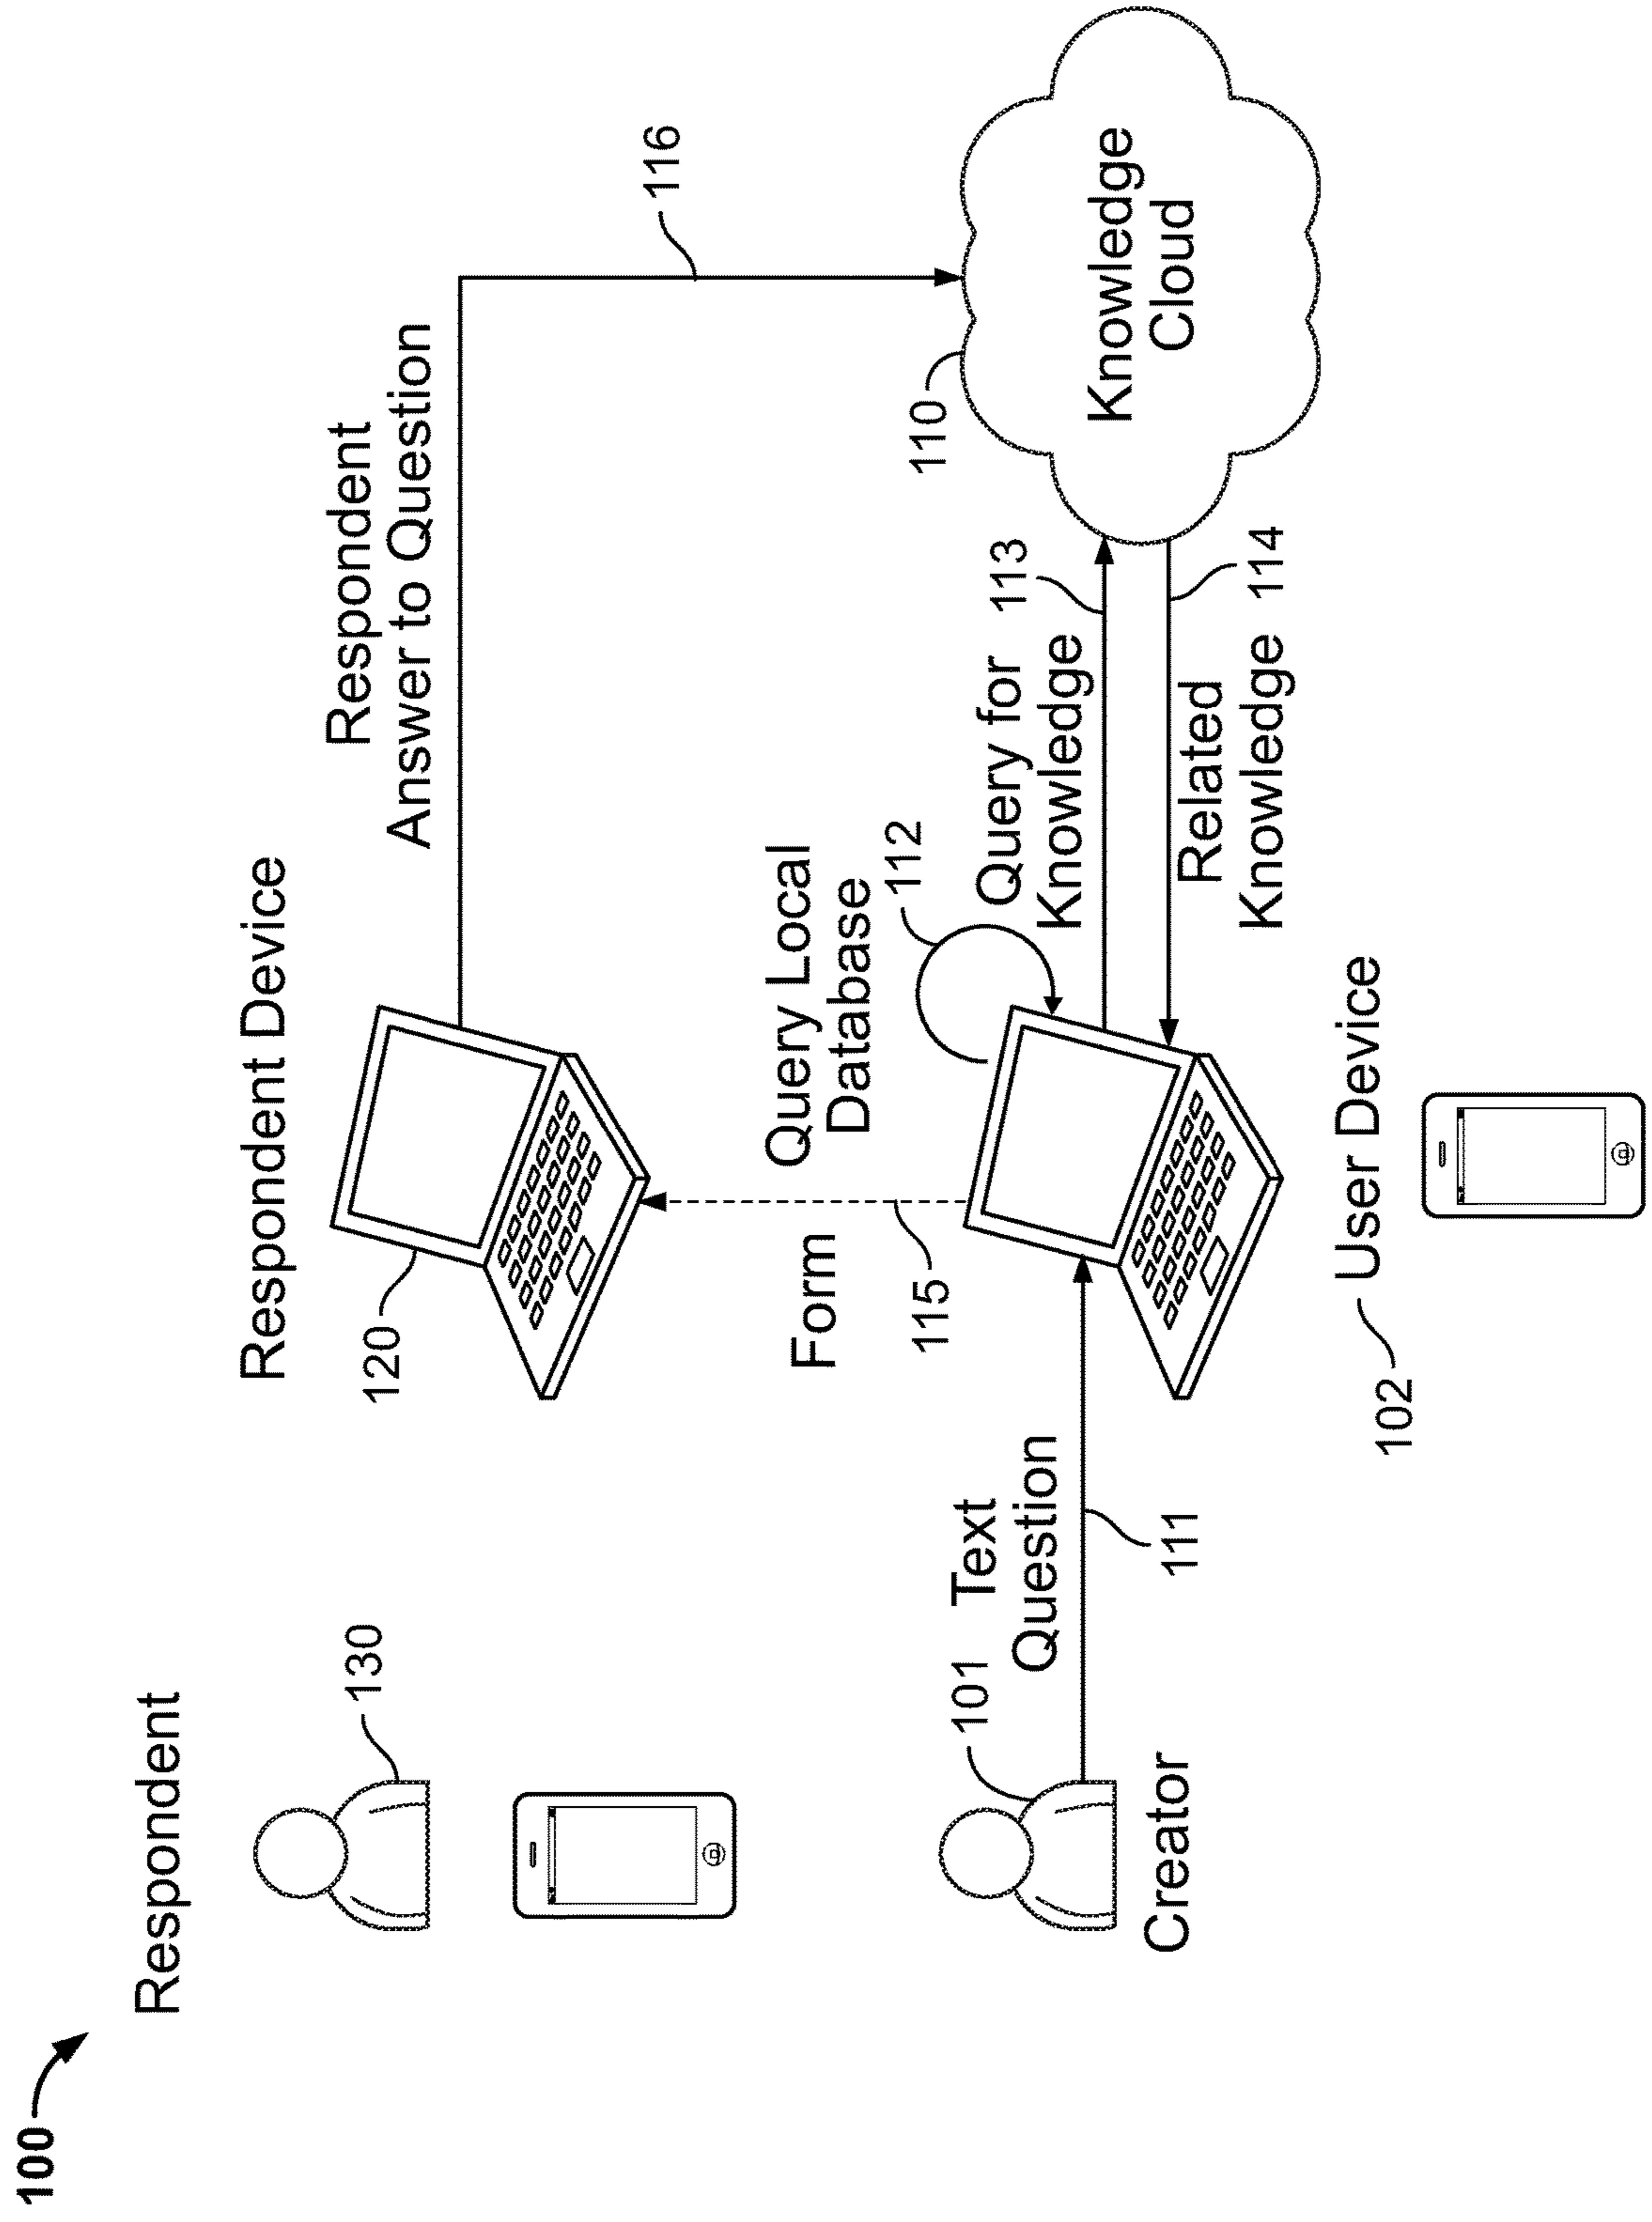 100
Respondent
130
Respondent Device
120
Respondent
Answer to Question
116
Form
115
Query Local
Database
112
101
Text
Question
111
Creator
Query for
Knowledge
113
Related
Knowledge
114
110
Knowledge
Cloud
102
User Device